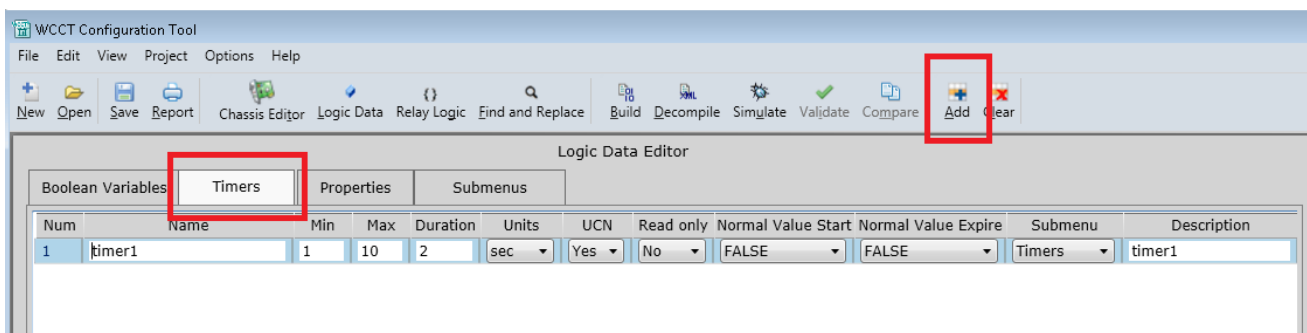 WCCT Configuration Tool
File Edit View Project Options Help
New Open Save Report Chassis Editor Logic Data Relay Logic Find and Replace Build Decompile Simulate Validate Compare Add Clear
Logic Data Editor
Boolean Variables Timers Properties Submenus
Num Name Min Max Duration Units UCN Read only Normal Value Start Normal Value Expire Submenu Description
1 timer1 1 10 2 sec Yes No FALSE FALSE Timers timer1